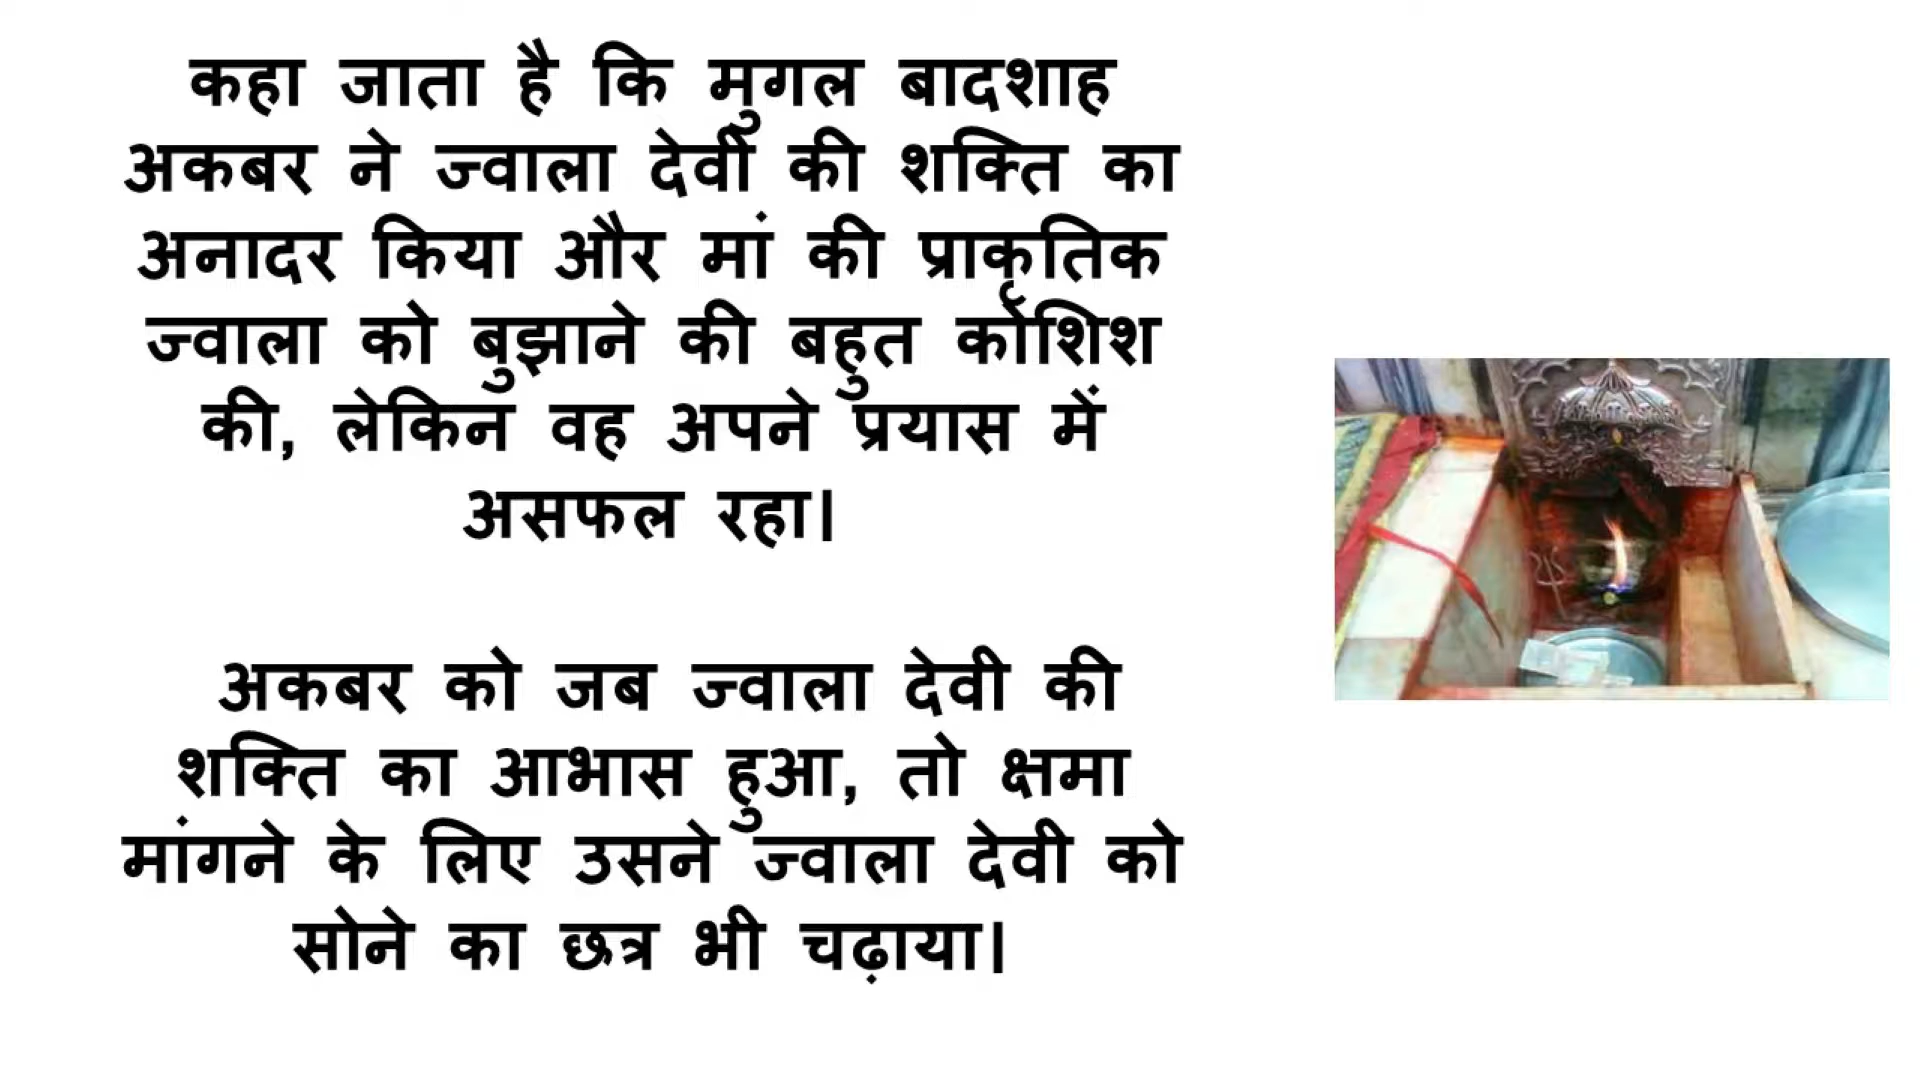 कहा जाता है कि मुगल बादशाह
अकबर ने ज्वाला देवी की शक्ति का
अनादर किया और मां की प्राकृतिक
ज्वाला को बुझाने की बहुत कोशिश
की, लेकिन वह अपने प्रयास में
असफल रहा।
अकबर को जब ज्वाला देवी की
शक्ति का आभास हुआ, तो क्षमा
मांगने के लिए उसने ज्वाला देवी को
सोने का छत्र भी चढ़ाया।